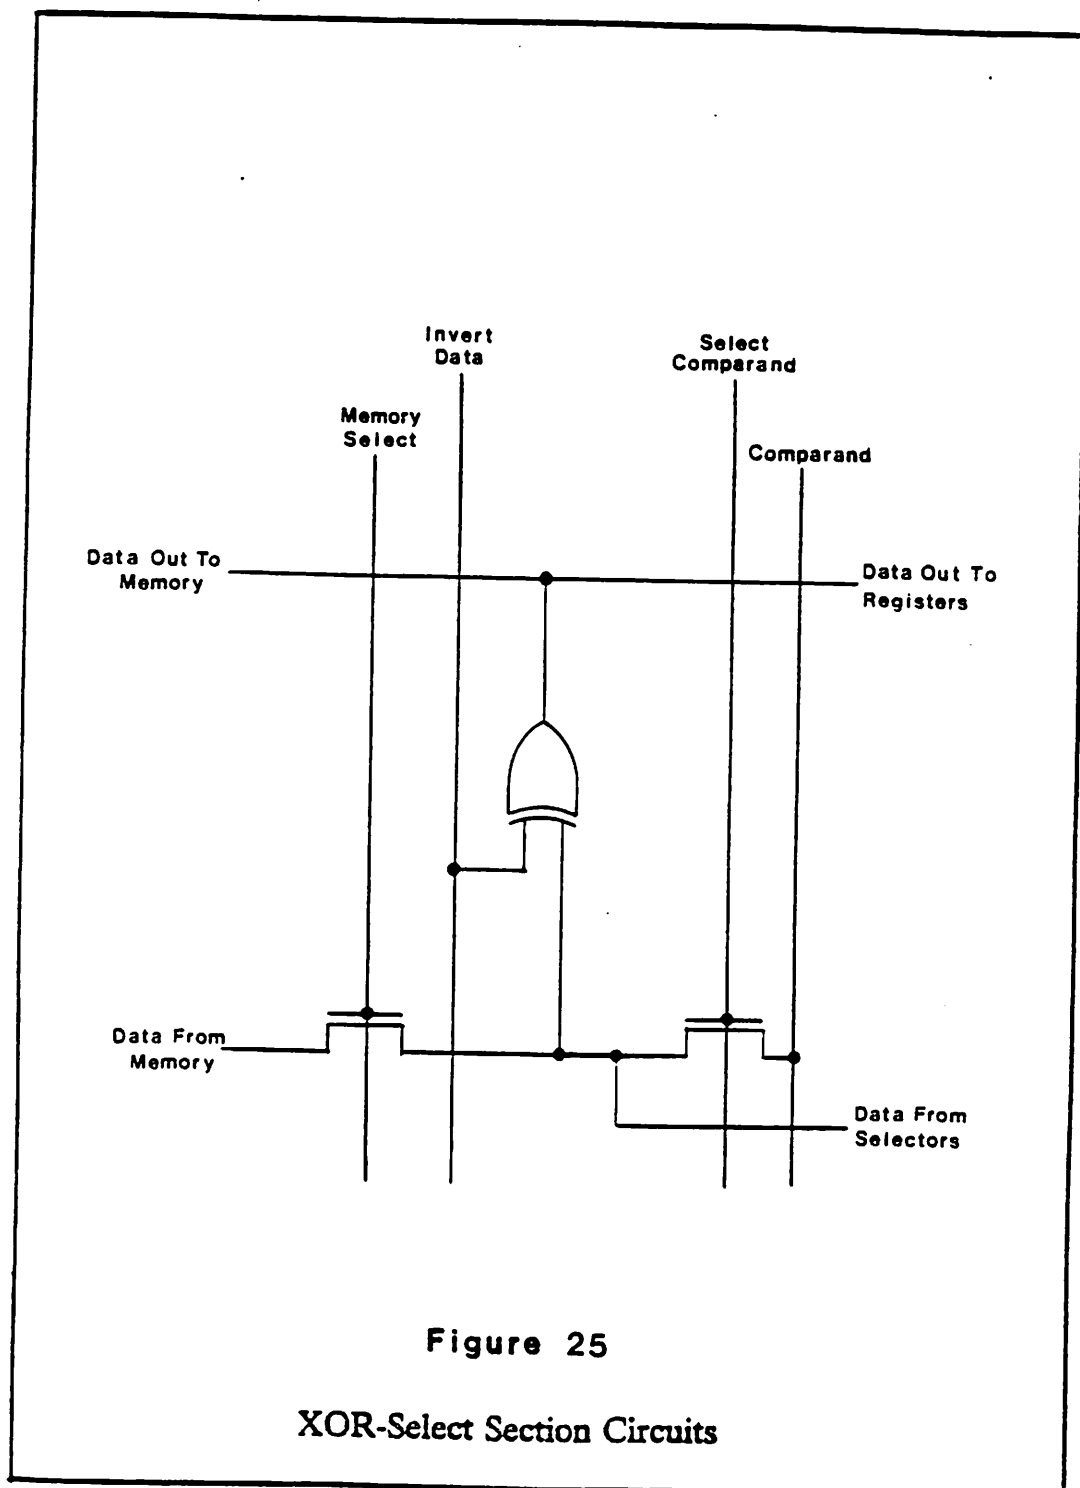 Invert
Data
Select
Comparand
Memory
Select
Comparand
Data Out To
Memory
Data Out To
Registers
Data From
Memory
Data From
Selectors
Figure 25
XOR-Select Section Circuits